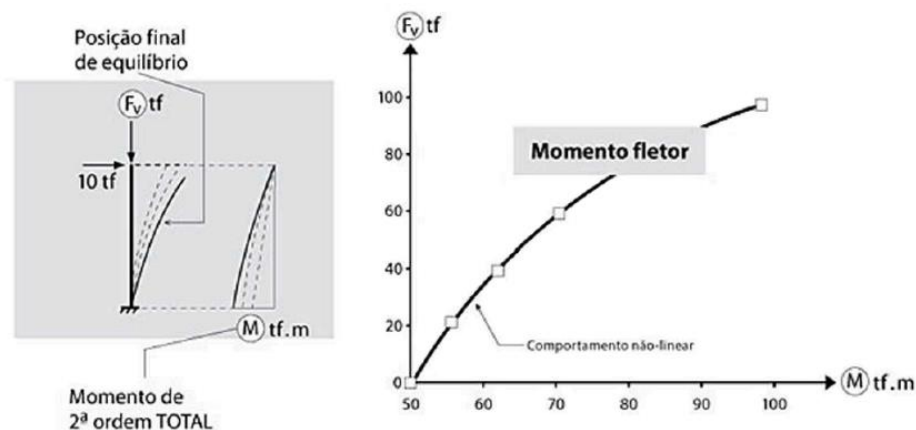 Posição final
de equilíbrio
Fv tf
10 tf
M tf.m
Momento de
2ª ordem TOTAL
Fv tf
100
80
60
40
20
0
Momento fletor
Comportamento não-linear
50
60
70
80
90
100
M tf.m